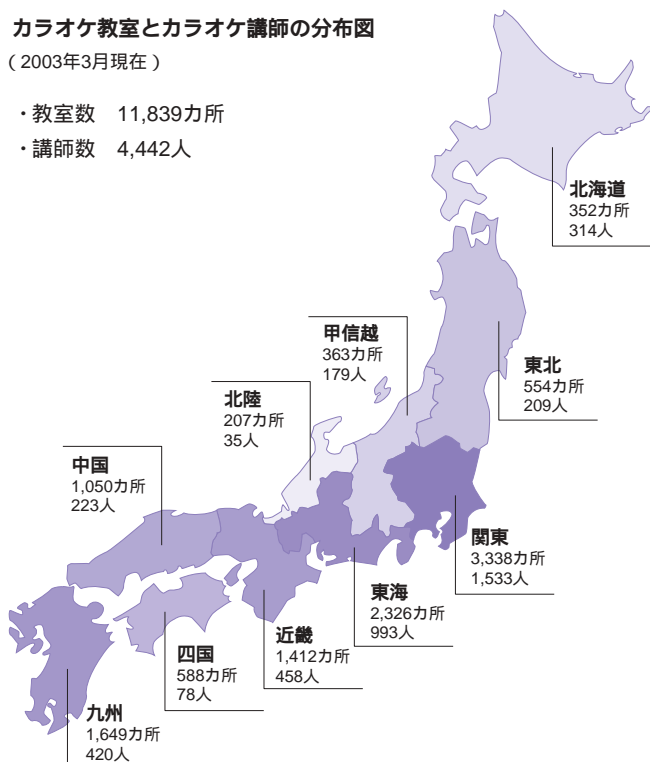 カラオケ教室とカラオケ講師の分布図
（2003年3月現在）
・教室数　11,839カ所
・講師数　4,442人
北海道
352カ所
314人
甲信越
363カ所
179人
東北
554カ所
209人
北陸
207カ所
35人
中国
1,050カ所
223人
関東
3,338カ所
1,533人
東海
2,326カ所
993人
近畿
1,412カ所
458人
四国
588カ所
78人
九州
1,649カ所
420人